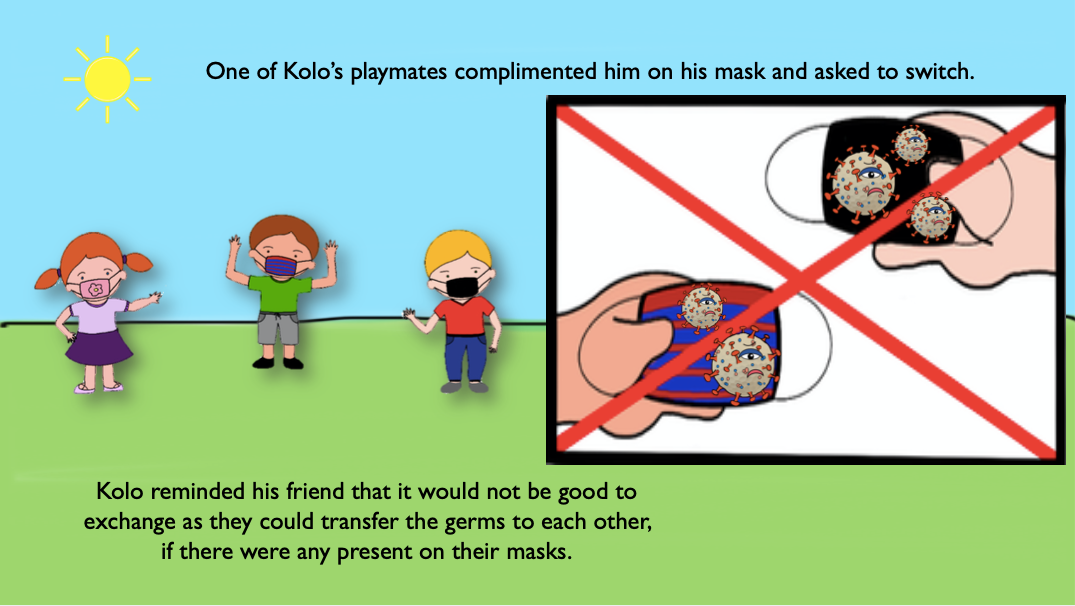 One of Kolo’s playmates complimented him on his mask and asked to switch.
Kolo reminded his friend that it would not be good to
exchange as they could transfer the germs to each other,
if there were any present on their masks.